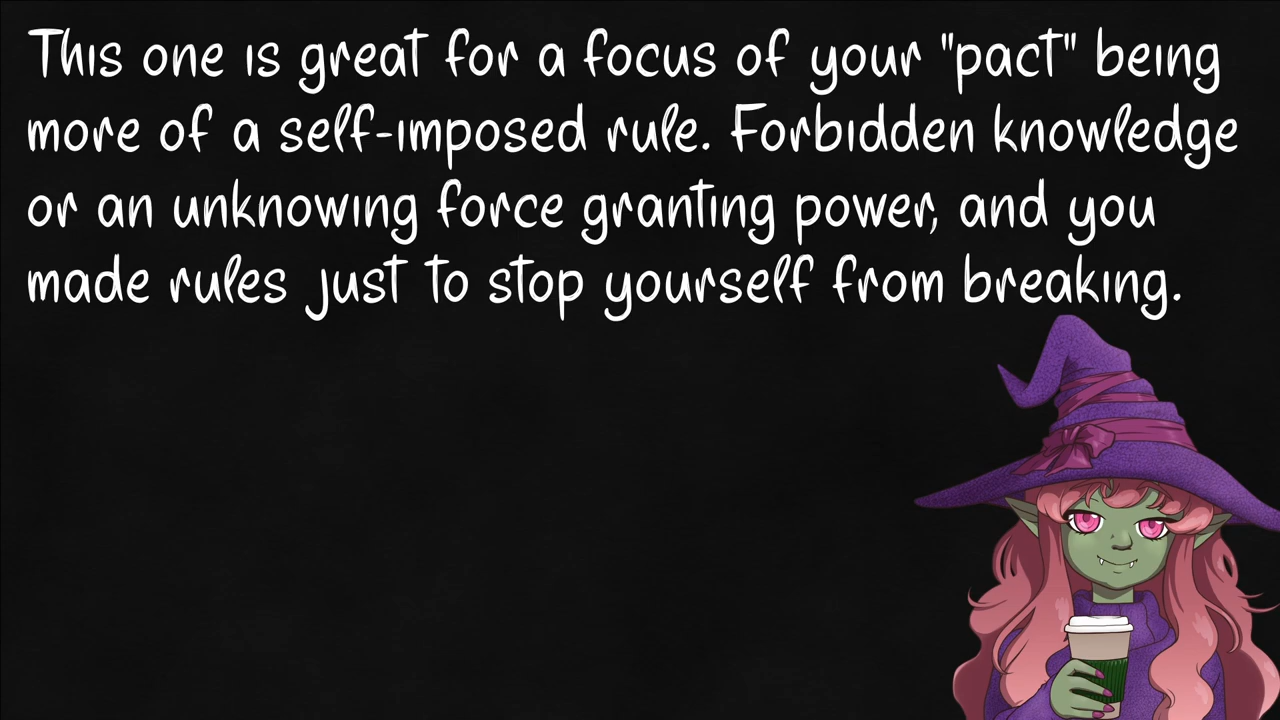 This one is great for a focus of your "pact" being
more of a self-imposed rule. Forbidden knowledge
or an unknowing force granting power, and you
made rules just to stop yourself from breaking.